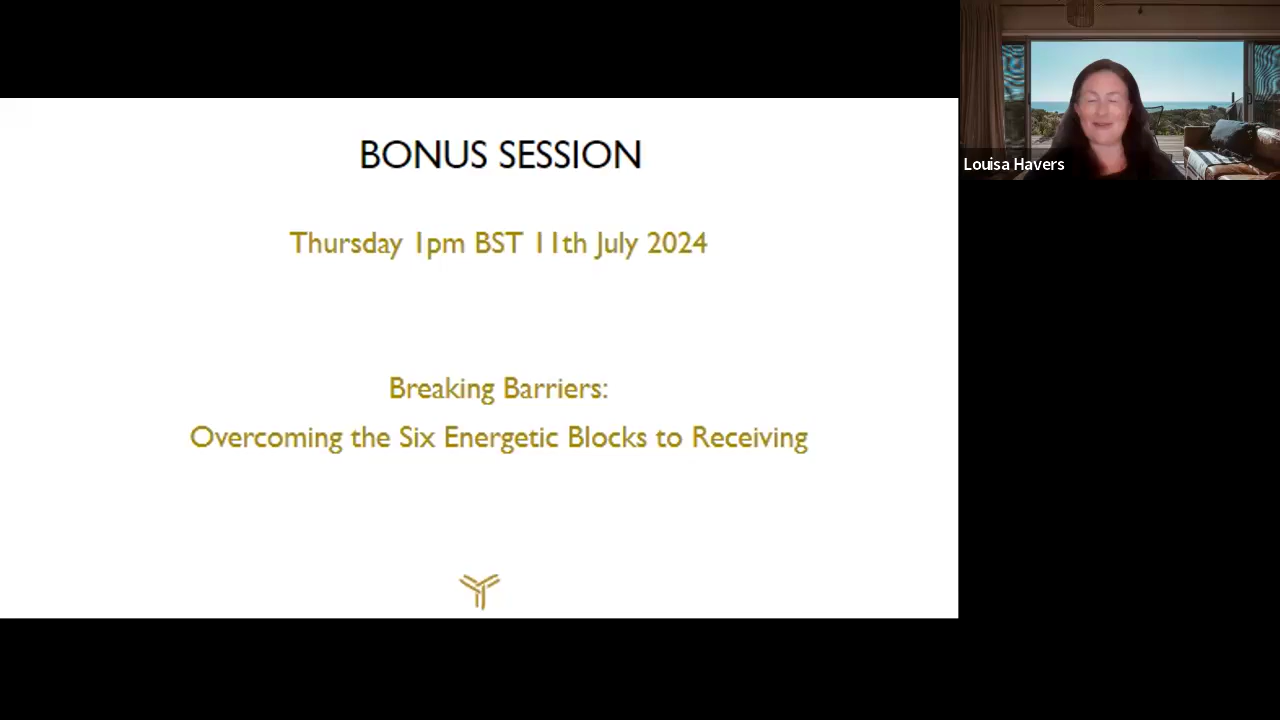 BONUS SESSION
Thursday 1pm BST 11th July 2024
Breaking Barriers:
Overcoming the Six Energetic Blocks to Receiving
Louisa Havers